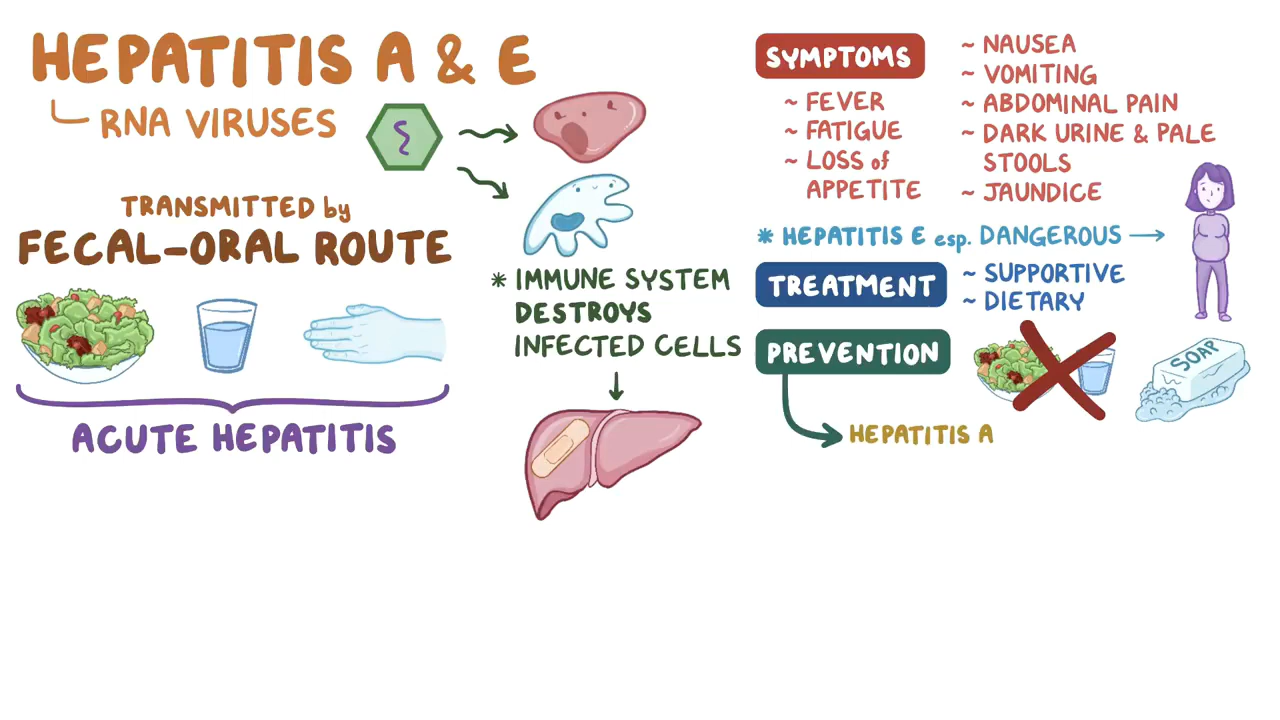 HEPATITIS A & E
RNA VIRUSES
TRANSMITTED by
FECAL-ORAL ROUTE
ACUTE HEPATITIS
* IMMUNE SYSTEM
DESTROYS
INFECTED CELLS
SYMPTOMS
~ FEVER
~ FATIGUE
~ LOSS of
APPETITE
~ NAUSEA
~ VOMITING
~ ABDOMINAL PAIN
~ DARK URINE & PALE
STOOLS
~ JAUNDICE
* HEPATITIS E esp. DANGEROUS
TREATMENT
~ SUPPORTIVE
~ DIETARY
PREVENTION
SOAP
HEPATITIS A